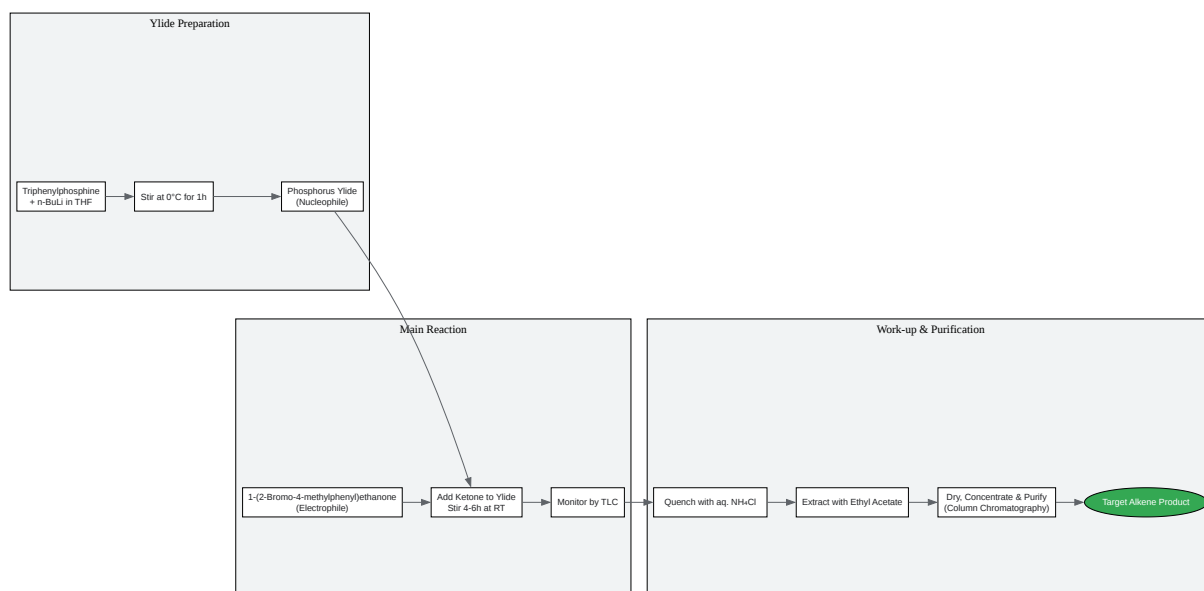 Ylide Preparation
Triphenylphosphine
+ n-BuLi in THF
Stir at 0°C for 1h
Phosphorus Ylide
(Nucleophile)
Main Reaction
1-(2-Bromo-4-methylphenyl)ethanone
(Electrophile)
Add Ketone to Ylide
Stir 4-6h at RT
Monitor by TLC
Work-up & Purification
Quench with aq. NH₄Cl
Extract with Ethyl Acetate
Dry, Concentrate & Purify
(Column Chromatography)
Target Alkene Product